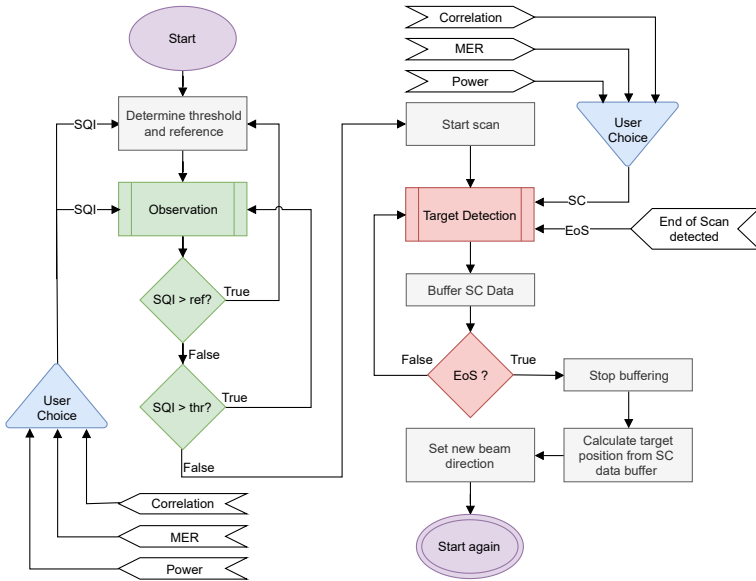 Start
Determine threshold
and reference
SQI
SQI
Observation
SQI > ref?
True
False
SQI > thr?
True
False
User
Choice
Correlation
MER
Power
Correlation
MER
Power
User
Choice
Start scan
SC
Target Detection
EoS
End of Scan
detected
Buffer SC Data
False
EoS ?
True
Stop buffering
Calculate target
position from SC
data buffer
Set new beam
direction
Start again